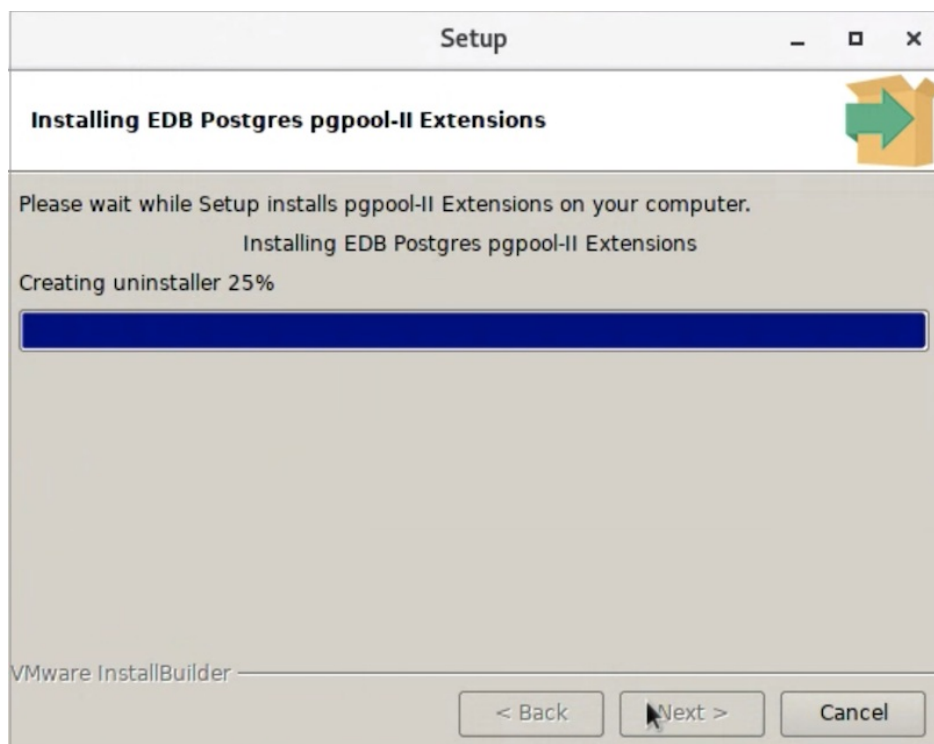 Setup
Installing EDB Postgres pgpool-II Extensions
Please wait while Setup installs pgpool-II Extensions on your computer.
Installing EDB Postgres pgpool-II Extensions
Creating uninstaller 25%
VMware InstallBuilder
< Back Next > Cancel